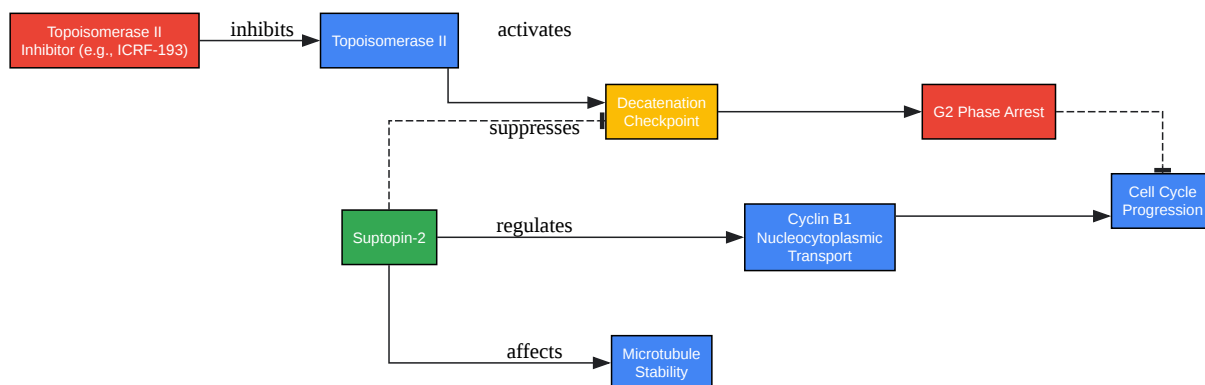 Topoisomerase II
Inhibitor (e.g., ICRF-193)
inhibits
Topoisomerase II
activates
Decatenation
Checkpoint
G2 Phase Arrest
suppresses
Cell Cycle
Progression
Suptopin-2
regulates
Cyclin B1
Nucleocytoplasmic
Transport
affects
Microtubule
Stability